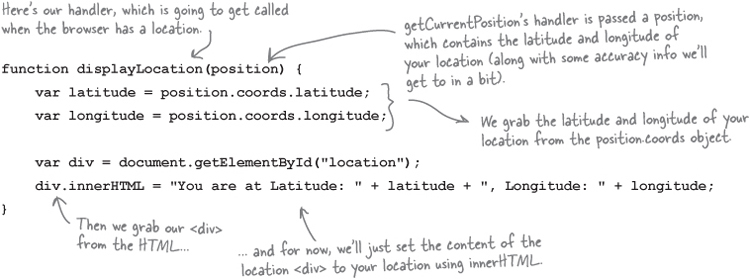 Here's our handler, which is going to get called
when the browser has a location.
getCurrentPosition's handler is passed a position,
which contains the latitude and longitude of
your location (along with some accuracy info we'll
get to in a bit).
function displayLocation(position) {
var latitude = position.coords.latitude;
var longitude = position.coords.longitude;
We grab the latitude and longitude of your
location from the position.coords object
var div = document.getElementById("location");
div.innerHTML = "You are at Latitude: " + latitude + ", Longitude: " + longitude;
}
Then we grab our <div>
from the HTML...
... and for now, we'll just set the content of the
location <div> to your location using innerHTML.